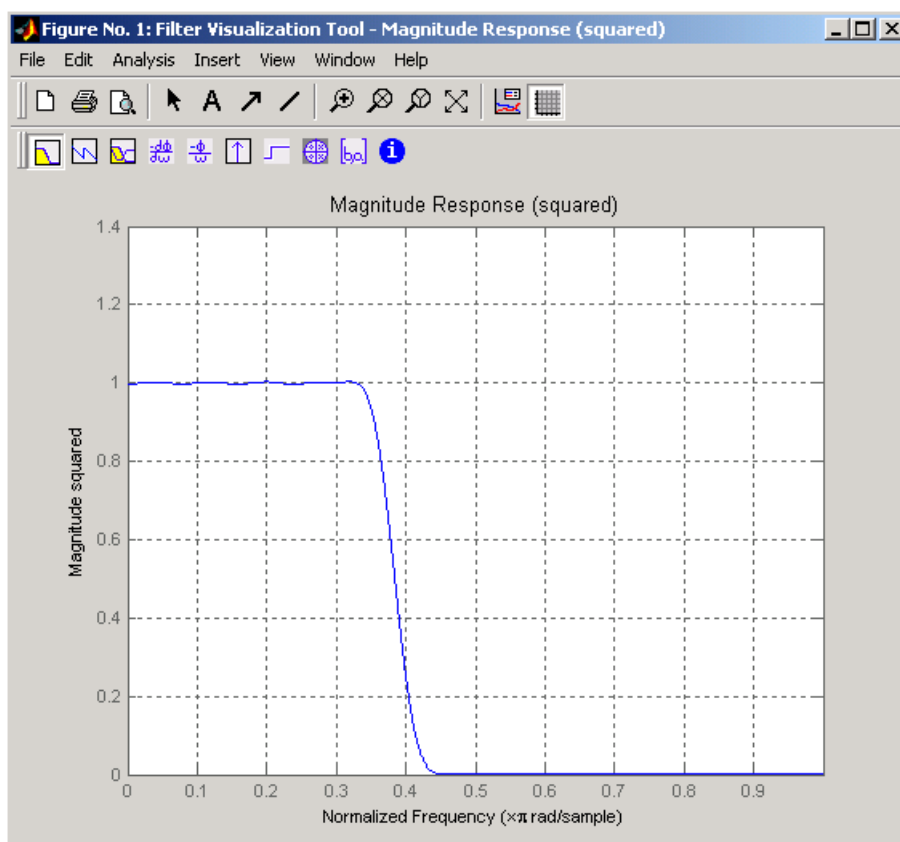 Figure No. 1: Filter Visualization Tool - Magnitude Response (squared)
File Edit Analysis Insert View Window Help
A
-dϕ
dω
-ϕ
ω
[b,a]
i
Magnitude Response (squared)
1.4
1.2
1
0.8
0.6
0.4
0.2
0
Magnitude squared
0 0.1 0.2 0.3 0.4 0.5 0.6 0.7 0.8 0.9
Normalized Frequency (×π rad/sample)